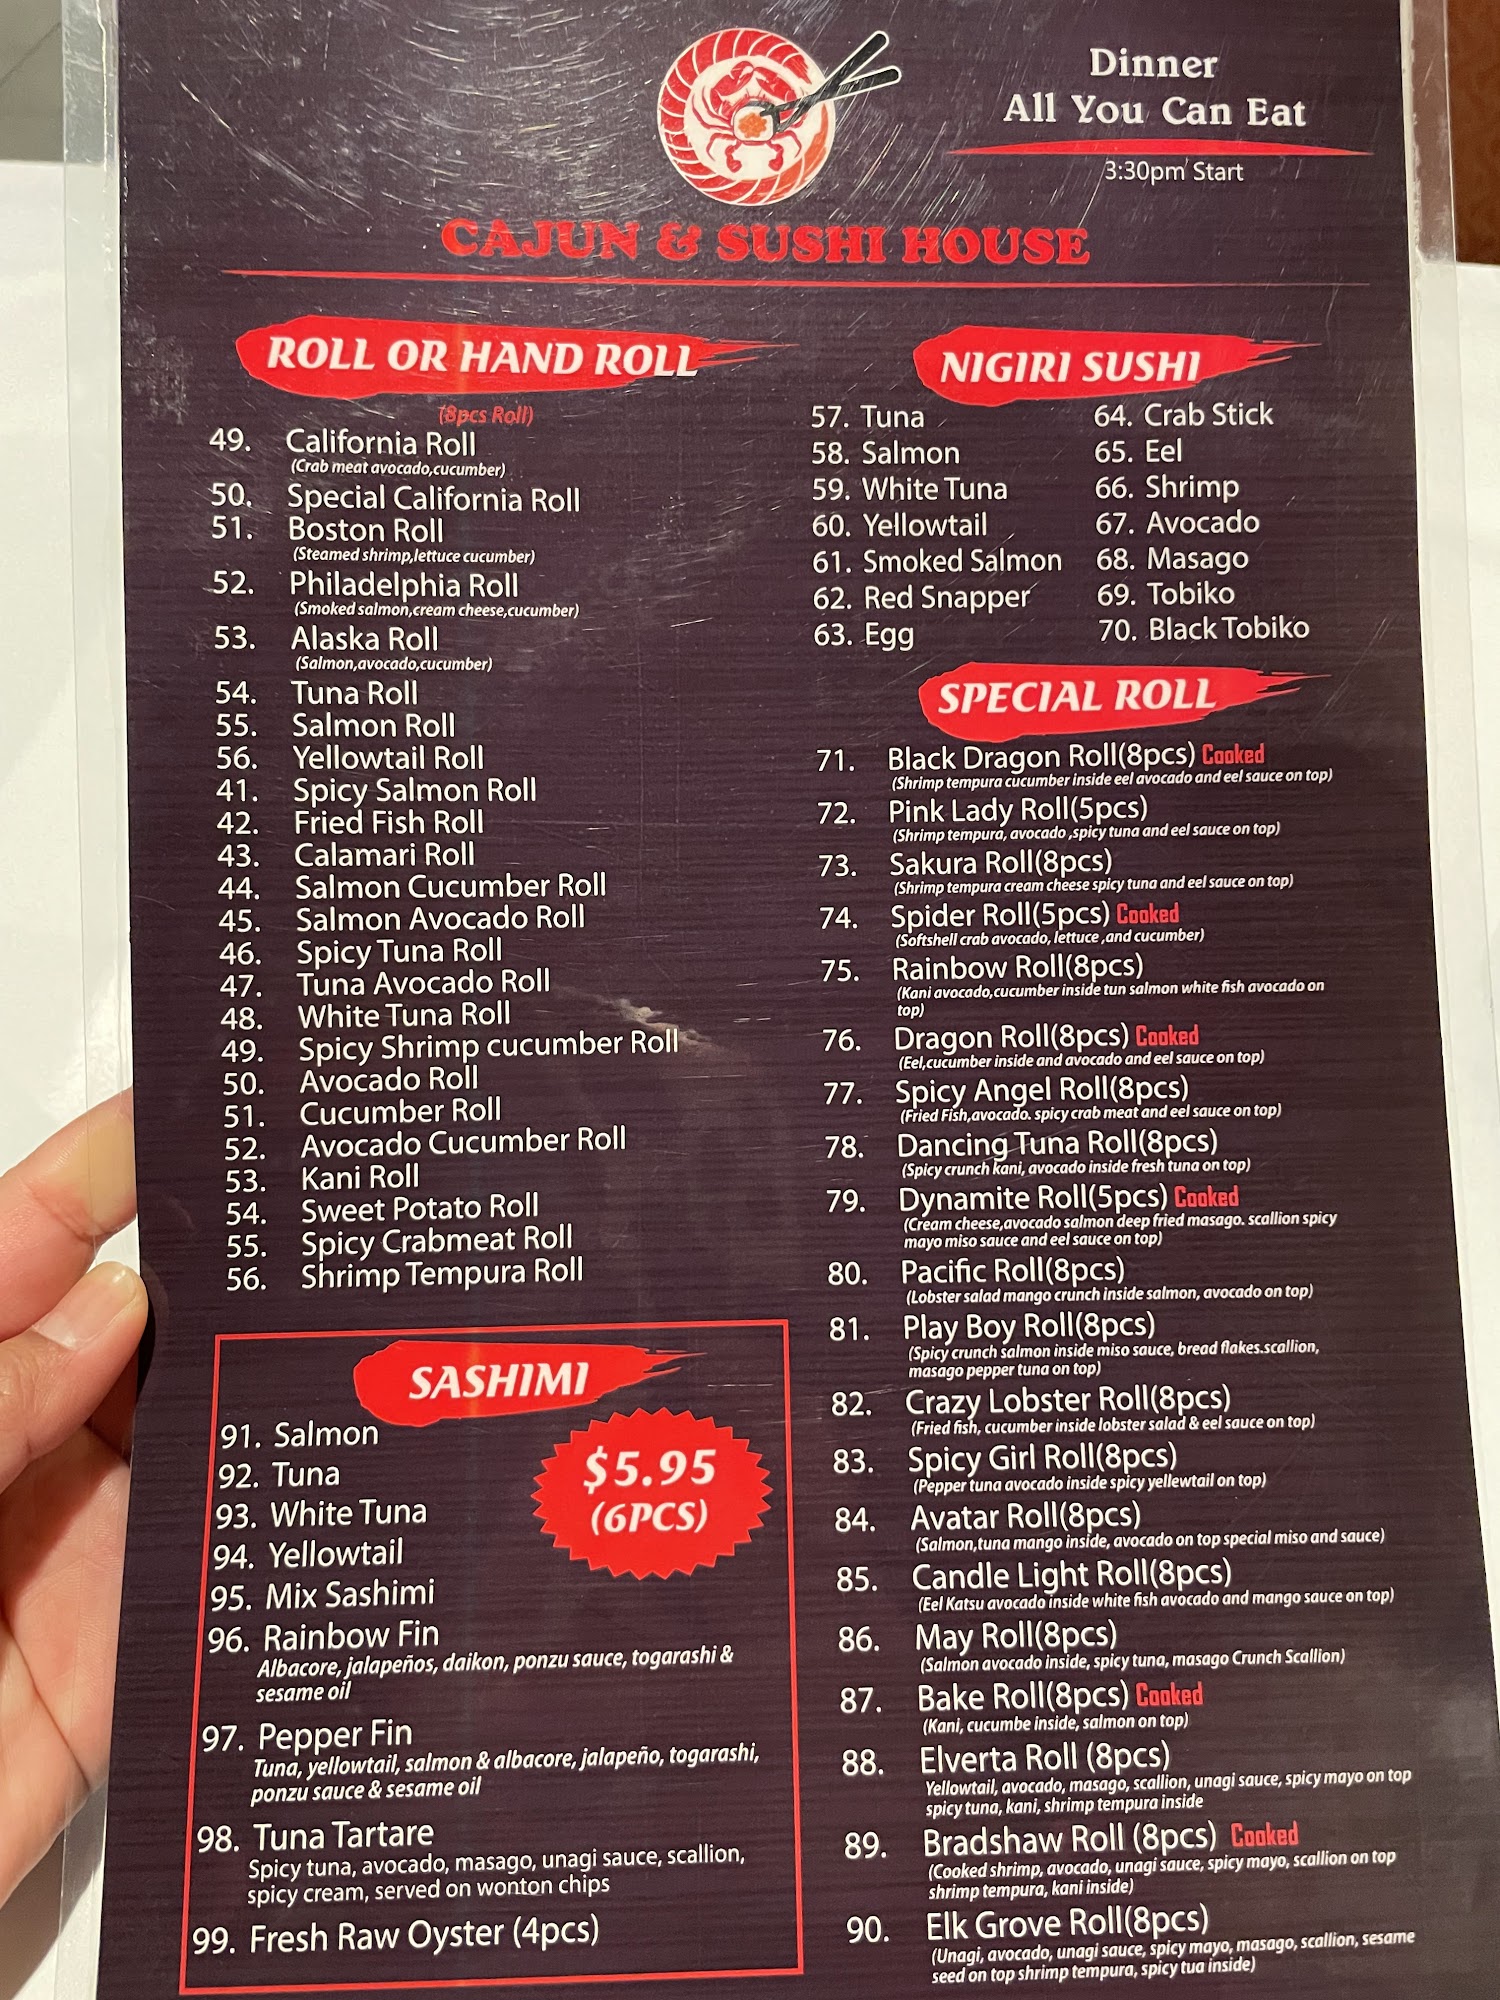 Dinner
All You Can Eat
3:30pm Start
CAJUN & SUSHI HOUSE
ROLL OR HAND ROLL
(8pcs Roll)
49. California Roll
(Crab meat avocado,cucumber)
50. Special California Roll
51. Boston Roll
(Steamed shrimp,lettuce cucumber)
52. Philadelphia Roll
(Smoked salmon,cream cheese,cucumber)
53. Alaska Roll
(Salmon,avocado,cucumber)
54. Tuna Roll
55. Salmon Roll
56. Yellowtail Roll
41. Spicy Salmon Roll
42. Fried Fish Roll
43. Calamari Roll
44. Salmon Cucumber Roll
45. Salmon Avocado Roll
46. Spicy Tuna Roll
47. Tuna Avocado Roll
48. White Tuna Roll
49. Spicy Shrimp cucumber Roll
50. Avocado Roll
51. Cucumber Roll
52. Avocado Cucumber Roll
53. Kani Roll
54. Sweet Potato Roll
55. Spicy Crabmeat Roll
56. Shrimp Tempura Roll
SASHIMI
$5.95
(6PCS)
91. Salmon
92. Tuna
93. White Tuna
94. Yellowtail
95. Mix Sashimi
96. Rainbow Fin
Albacore, jalapeños, daikon, ponzu sauce, togarashi &
sesame oil
97. Pepper Fin
Tuna, yellowtail, salmon & albacore, jalapeño, togarashi,
ponzu sauce & sesame oil
98. Tuna Tartare
Spicy tuna, avocado, masago, unagi sauce, scallion,
spicy cream, served on wonton chips
99. Fresh Raw Oyster (4pcs)
NIGIRI SUSHI
57. Tuna
58. Salmon
59. White Tuna
60. Yellowtail
61. Smoked Salmon
62. Red Snapper
63. Egg
64. Crab Stick
65. Eel
66. Shrimp
67. Avocado
68. Masago
69. Tobiko
70. Black Tobiko
SPECIAL ROLL
71. Black Dragon Roll(8pcs) Cooked
(Shrimp tempura cucumber inside eel avocado and eel sauce on top)
72. Pink Lady Roll(5pcs)
(Shrimp tempura, avocado ,spicy tuna and eel sauce on top)
73. Sakura Roll(8pcs)
(Shrimp tempura cream cheese spicy tuna and eel sauce on top)
74. Spider Roll(5pcs) Cooked
(Softshell crab avocado, lettuce ,and cucumber)
75. Rainbow Roll(8pcs)
(Kani avocado,cucumber inside tun salmon white fish avocado on
top)
76. Dragon Roll(8pcs) Cooked
(Eel,cucumber inside and avocado and eel sauce on top)
77. Spicy Angel Roll(8pcs)
(Fried Fish,avocado. spicy crab meat and eel sauce on top)
78. Dancing Tuna Roll(8pcs)
(Spicy crunch kani, avocado inside fresh tuna on top)
79. Dynamite Roll(5pcs) Cooked
(Cream cheese,avocado salmon deep fried masago. scallion spicy
mayo miso sauce and eel sauce on top)
80. Pacific Roll(8pcs)
(Lobster salad mango crunch inside salmon, avocado on top)
81. Play Boy Roll(8pcs)
(Spicy crunch salmon inside miso sauce, bread flakes.scallion,
masago pepper tuna on top)
82. Crazy Lobster Roll(8pcs)
(Fried fish, cucumber inside lobster salad & eel sauce on top)
83. Spicy Girl Roll(8pcs)
(Pepper tuna avocado inside spicy yellewtail on top)
84. Avatar Roll(8pcs)
(Salmon,tuna mango inside, avocado on top special miso and sauce)
85. Candle Light Roll(8pcs)
(Eel Katsu avocado inside white fish avocado and mango sauce on top)
86. May Roll(8pcs)
(Salmon avocado inside, spicy tuna, masago Crunch Scallion)
87. Bake Roll(8pcs) Cooked
(Kani, cucumbe inside, salmon on top)
88. Elverta Roll (8pcs)
Yellowtail, avocado, masago, scallion, unagi sauce, spicy mayo on top
spicy tuna, kani, shrimp tempura inside
89. Bradshaw Roll (8pcs) Cooked
(Cooked shrimp, avocado, unagi sauce, spicy mayo, scallion on top
shrimp tempura, kani inside)
90. Elk Grove Roll(8pcs)
(Unagi, avocado, unagi sauce, spicy mayo, masago, scallion, sesame
seed on top shrimp tempura, spicy tua inside)